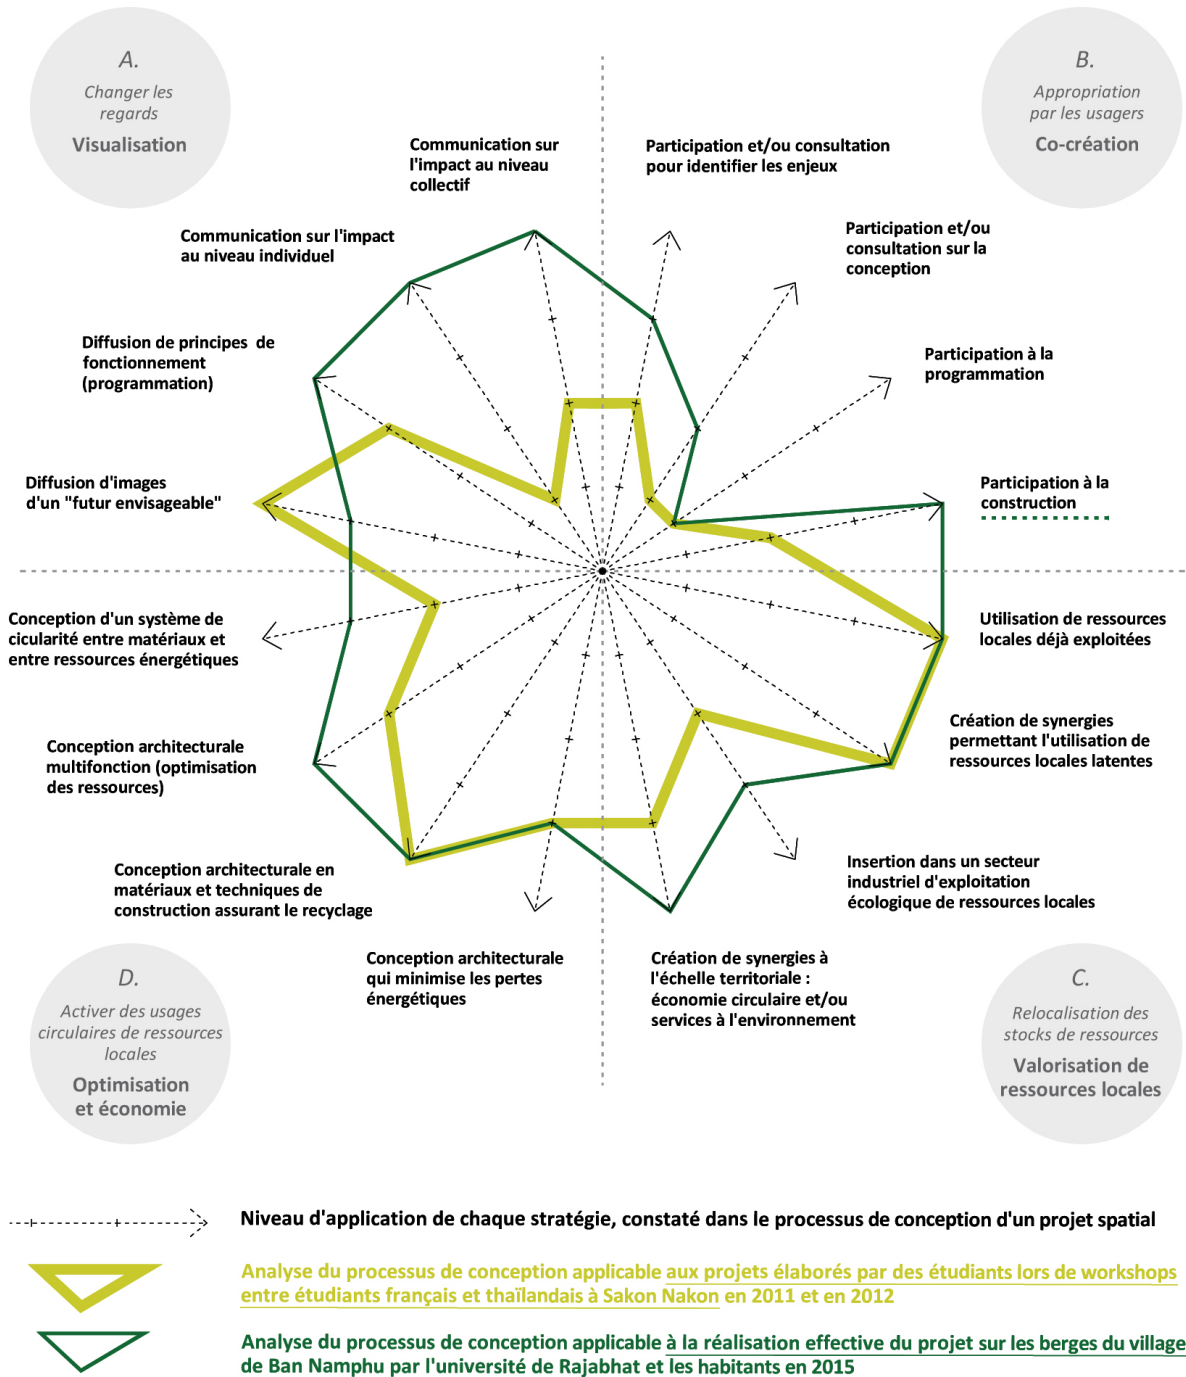 A.
Changer les
regards
Visualisation
B.
Appropriation
par les usagers
Co-création
Communication sur
l'impact au niveau
collectif
Participation et/ou consultation
pour identifier les enjeux
Communication sur l'impact
au niveau individuel
Participation et/ou
consultation sur la
conception
Diffusion de principes de
fonctionnement
(programmation)
Participation à la
programmation
Diffusion d'images
d'un "futur envisageable"
Participation à la
construction
Conception d'un système de
cicularité entre matériaux et
entre ressources énergétiques
Utilisation de ressources
locales déjà exploitées
Conception architecturale
multifonction (optimisation
des ressources)
Création de synergies
permettant l'utilisation de
ressources locales latentes
Conception architecturale en
matériaux et techniques de
construction assurant le recyclage
Insertion dans un secteur
industriel d'exploitation
écologique de ressources locales
Conception architecturale
qui minimise les pertes
énergétiques
Création de synergies à
l'échelle territoriale :
économie circulaire et/ou
services à l'environnement
D.
Activer des usages
circulaires de ressources
locales
Optimisation
et économie
C.
Relocalisation des
stocks de ressources
Valorisation de
ressources locales
Niveau d'application de chaque stratégie, constaté dans le processus de conception d'un projet spatial
Analyse du processus de conception applicable aux projets élaborés par des étudiants lors de workshops
entre étudiants français et thaïlandais à Sakon Nakon en 2011 et en 2012
Analyse du processus de conception applicable à la réalisation effective du projet sur les berges du village
de Ban Namphu par l'université de Rajabhat et les habitants en 2015